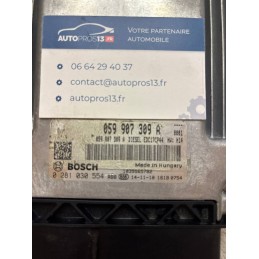 AUTOPROS13.FR
VOTRE PARTENAIRE
AUTOMOBILE
06 64 29 40 37
contact@autopros13.fr
autopros13.fr
059 907 309 A 0001
Made in Hungary
BOSCH
0 281 030 554